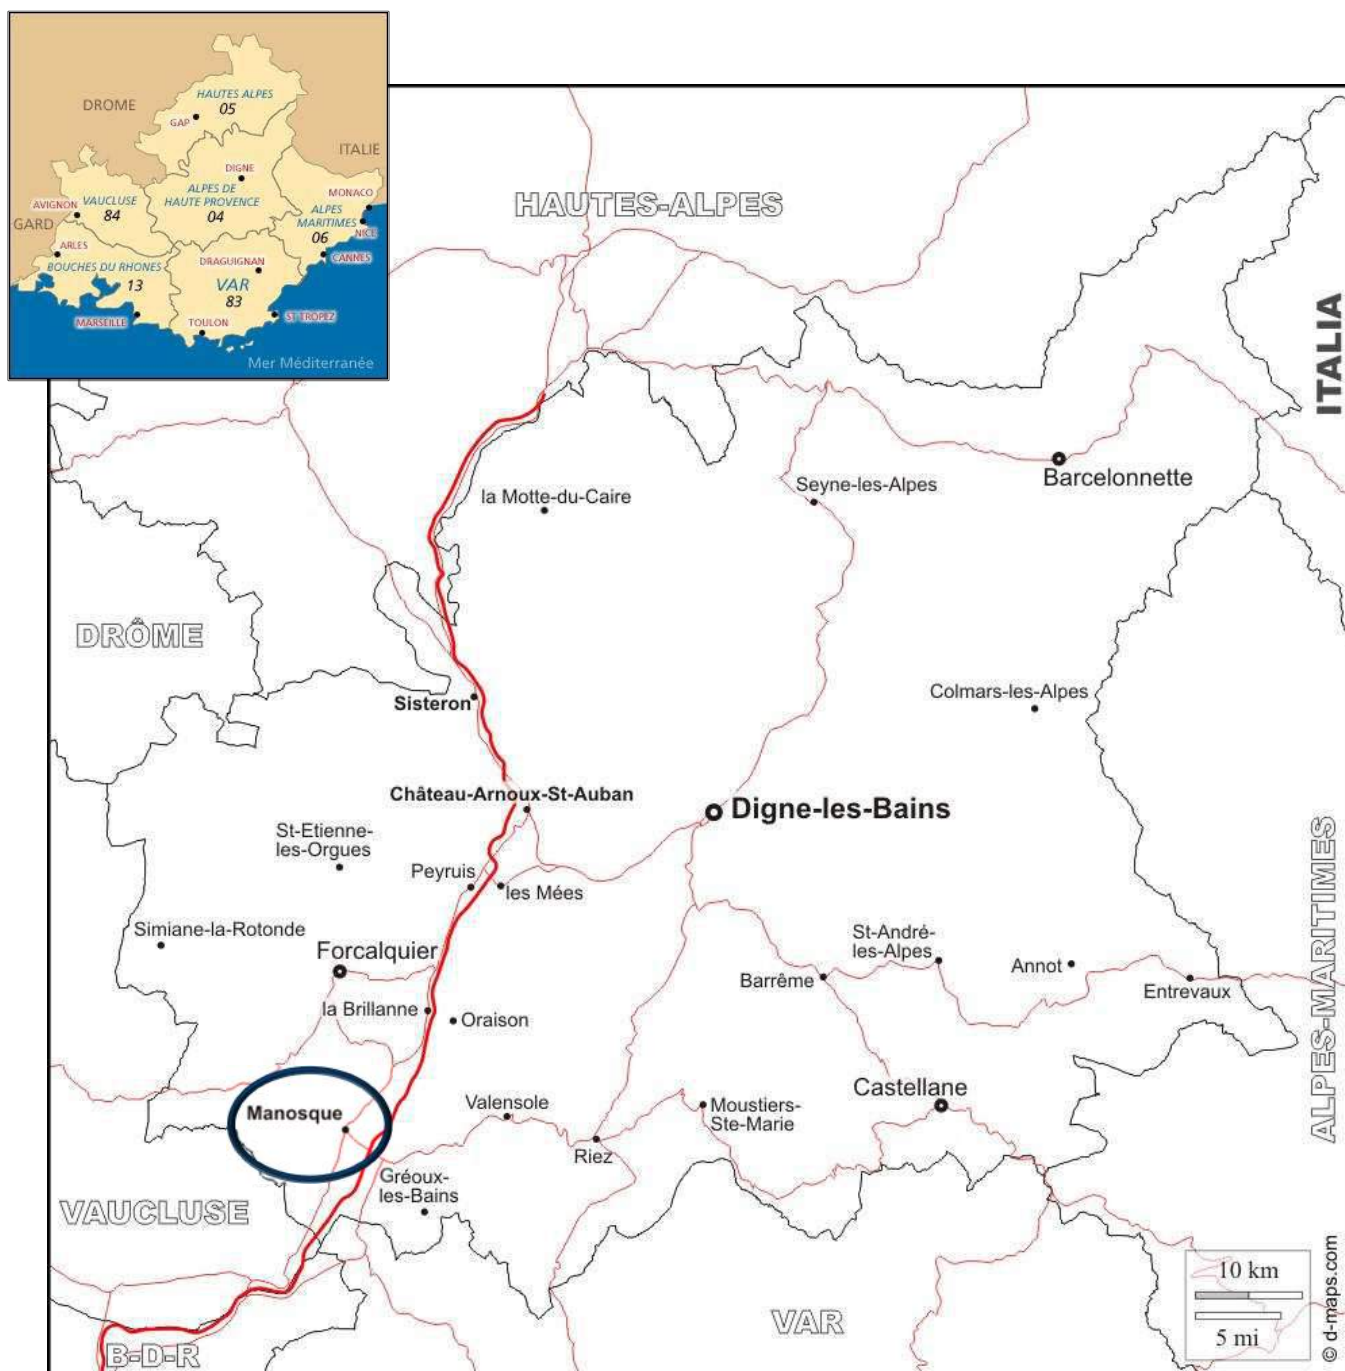 DROME
HAUTES ALPES
05
GAP
ITALIE
DIGNE
ALPES DE
HAUTE PROVENCE
04
MONACO
AVIGNON
VAUCLUSE
84
ALPES
MARITIMES
06
NICE
GARD
ARLES
CANNES
BOUCHES DU RHONES
13
DRAGUIGNAN
VAR
83
MARSEILLE
TOULON
ST TROPEZ
Mer Méditerranée
HAUTES-ALPES
ITALIA
Barcelonnette
Seyne-les-Alpes
la Motte-du-Caire
DRÔME
Colmars-les-Alpes
Sisteron
Château-Arnoux-St-Auban
Digne-les-Bains
St-Etienne-
les-Orgues
Peyruis
les Mées
ALPES-MARITIMES
Simiane-la-Rotonde
Forcalquier
St-André-
les-Alpes
Annot
Barrême
Entrevaux
la Brillanne
Oraison
Castellane
Manosque
Valensole
Moustiers-
Ste-Marie
Riez
Gréoux-
les-Bains
VAUCLUSE
10 km
5 mi
VAR
B-D-R
© d-maps.com